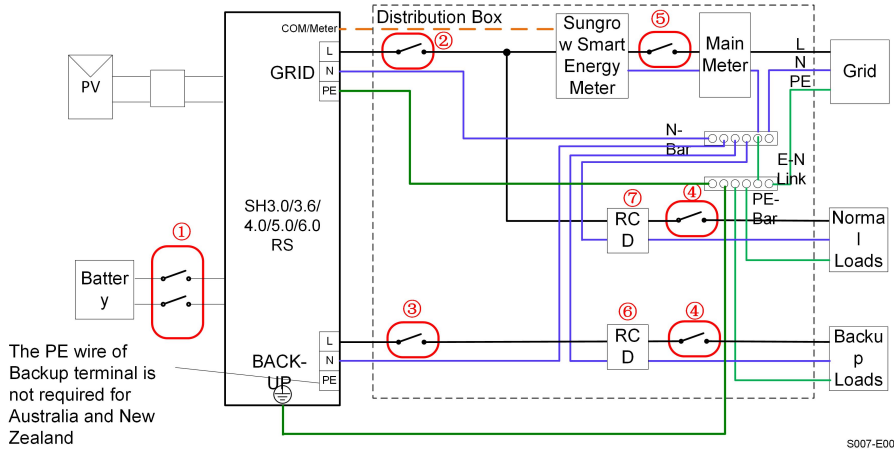 Distribution Box
COM/Meter
L
N
PE
GRID
②
Sungro
w Smart
Energy
Meter
⑤
Main
Meter
L
N
PE
Grid
PV
N-
Bar
E-N
Link
PE-
Bar
SH3.0/3.6/
4.0/5.0/6.0
RS
①
Batter
y
⑦
RC
D
④
Norma
l
Loads
③
⑥
RC
D
④
Backu
p
Loads
L
N
PE
BACK-
UP
The PE wire of
Backup terminal is
not required for
Australia and New
Zealand
S007-E00